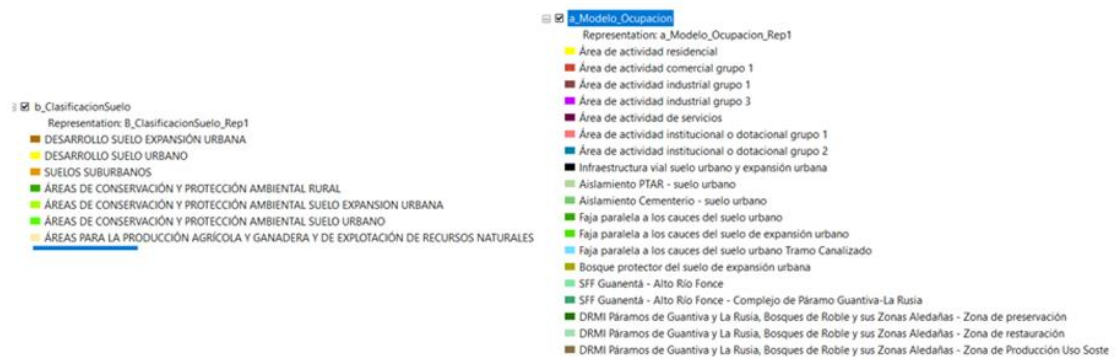 b_ClasificacionSuelo
Representation: B_ClasificacionSuelo_Rep1
DESARROLLO SUELO EXPANSIÓN URBANA
DESARROLLO SUELO URBANO
SUELOS SUBURBANOS
ÁREAS DE CONSERVACIÓN Y PROTECCIÓN AMBIENTAL RURAL
ÁREAS DE CONSERVACIÓN Y PROTECCIÓN AMBIENTAL SUELO EXPANSION URBANA
ÁREAS DE CONSERVACIÓN Y PROTECCIÓN AMBIENTAL SUELO URBANO
ÁREAS PARA LA PRODUCCIÓN AGRÍCOLA Y GANADERA Y DE EXPLOTACIÓN DE RECURSOS NATURALES
a_Modelo_Ocupacion
Representation: a_Modelo_Ocupacion_Rep1
Área de actividad residencial
Área de actividad comercial grupo 1
Área de actividad industrial grupo 1
Área de actividad industrial grupo 3
Área de actividad de servicios
Área de actividad institucional o dotacional grupo 1
Área de actividad institucional o dotacional grupo 2
Infraestructura vial suelo urbano y expansión urbana
Aislamiento PTAR - suelo urbano
Aislamiento Cementerio - suelo urbano
Faja paralela a los cauces del suelo urbano
Faja paralela a los cauces del suelo de expansión urbano
Faja paralela a los cauces del suelo urbano Tramo Canalizado
Bosque protector del suelo de expansión urbana
SFF Guanentá - Alto Río Fonce
SFF Guanentá - Alto Río Fonce - Complejo de Páramo Guantiva-La Rusia
DRMI Páramos de Guantiva y La Rusia, Bosques de Roble y sus Zonas Aledañas - Zona de preservación
DRMI Páramos de Guantiva y La Rusia, Bosques de Roble y sus Zonas Aledañas - Zona de restauración
DRMI Páramos de Guantiva y La Rusia, Bosques de Roble y sus Zonas Aledañas - Zona de Producción Uso Soste